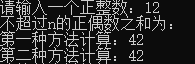 请输入一个正整数：12
不超过n的正偶数之和为：
第一种方法计算：42
第二种方法计算：42